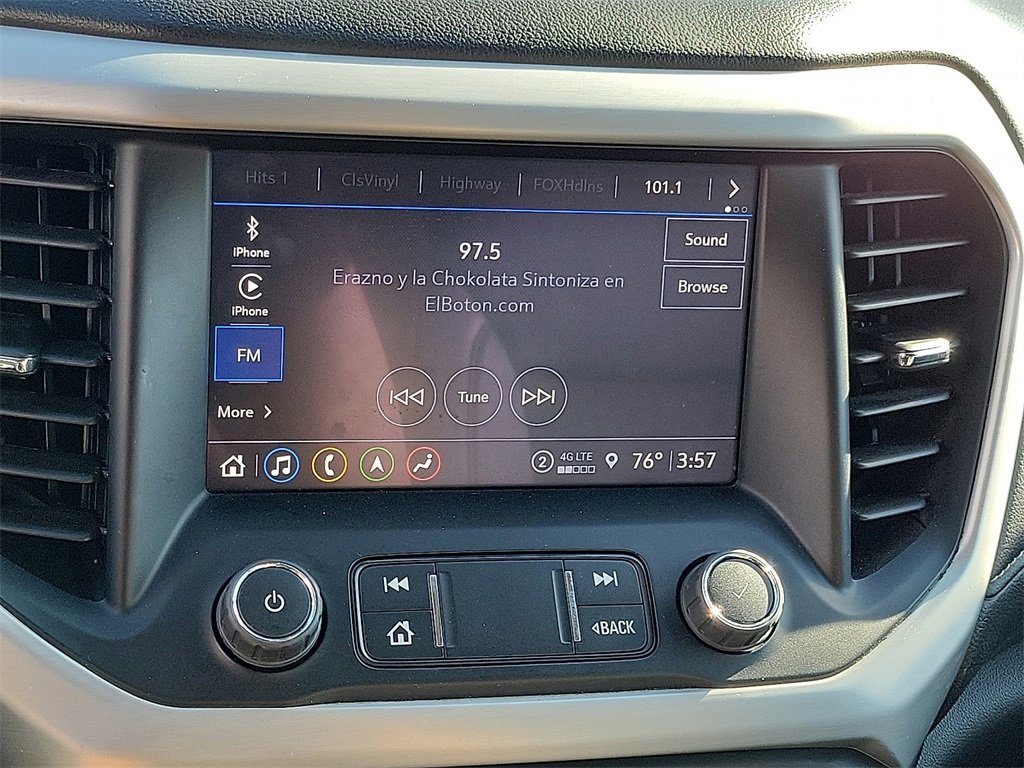 Hits 1
ClsVinyl
Highway
FOXHdlns
101.1
iPhone
iPhone
FM
More
97.5
Erazno y la Chokolata Sintoniza en
ElBoton.com
Sound
Browse
Tune
2
4G LTE
76° 3:57
BACK